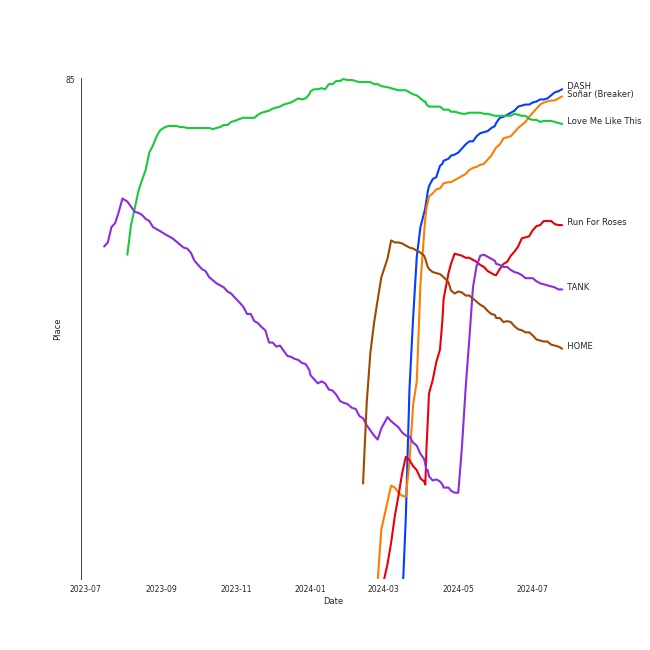 85
DASH
Soñar (Breaker)
Love Me Like This
Run For Roses
TANK
HOME
Place
2023-07 2023-09 2023-11 2024-01 2024-03 2024-05 2024-07
Date